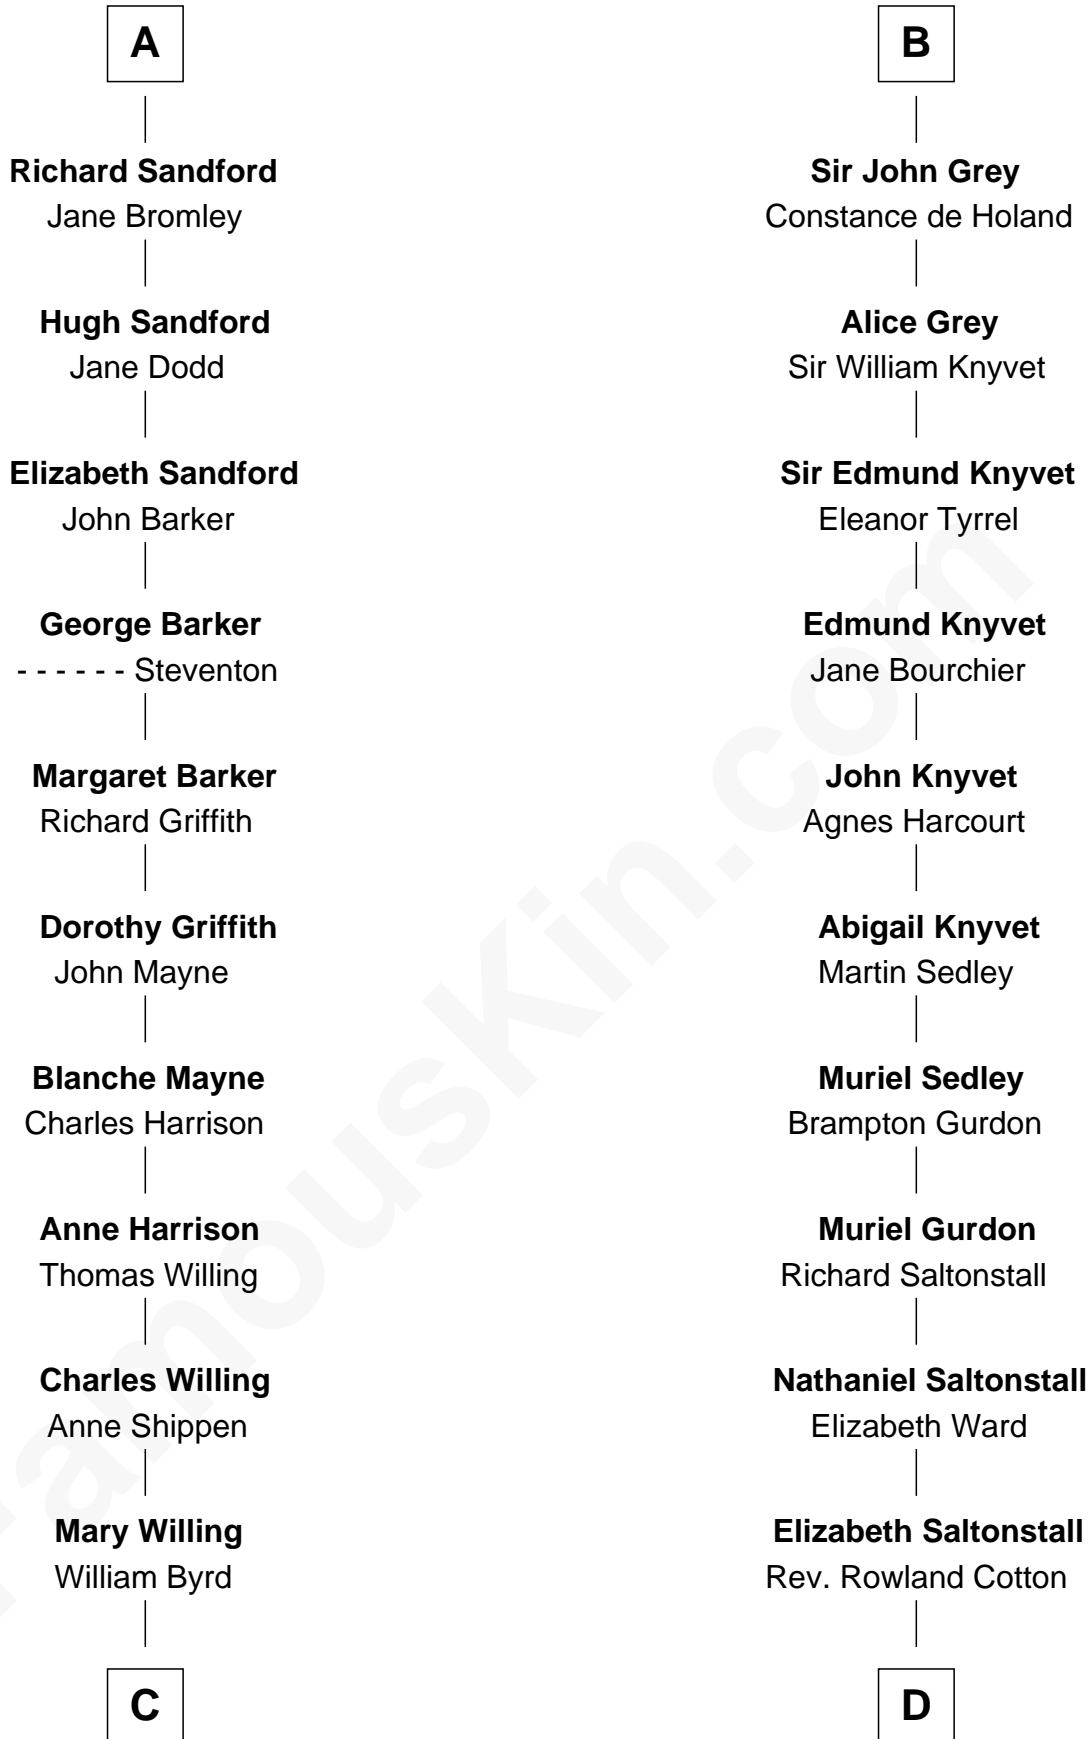 A
Richard Sandford
Jane Bromley
Hugh Sandford
Jane Dodd
Elizabeth Sandford
John Barker
George Barker
- - - - - - Steventon
Margaret Barker
Richard Griffith
Dorothy Griffith
John Mayne
Blanche Mayne
Charles Harrison
Anne Harrison
Thomas Willing
Charles Willing
Anne Shippen
Mary Willing
William Byrd
C
B
Sir John Grey
Constance de Holand
Alice Grey
Sir William Knyvet
Sir Edmund Knyvet
Eleanor Tyrrel
Edmund Knyvet
Jane Bourchier
John Knyvet
Agnes Harcourt
Abigail Knyvet
Martin Sedley
Muriel Sedley
Brampton Gurdon
Muriel Gurdon
Richard Saltonstall
Nathaniel Saltonstall
Elizabeth Ward
Elizabeth Saltonstall
Rev. Rowland Cotton
D
FamousKin.com